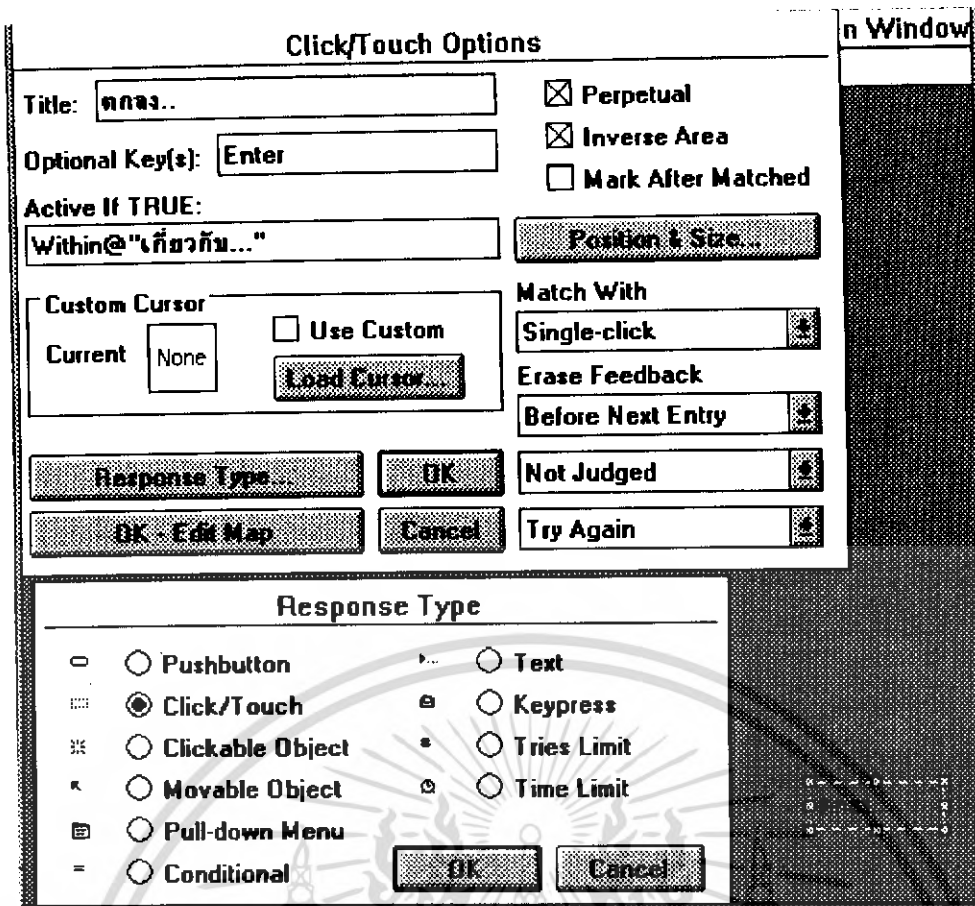 n Window
Click/Touch Options
Title: ตกลง..
Perpetual
Optional Key(s): Enter
Inverse Area
Mark After Matched
Active If TRUE:
Within@"เกี่ยวกับ..."
Position & Size...
Custom Cursor
Current None
Use Custom
Load Cursor...
Match With
Single-click
Erase Feedback
Before Next Entry
Response Type... OK Not Judged
OK - Edit Map Cancel Try Again
Response Type
Pushbutton Text
Click/Touch Keypress
Clickable Object Tries Limit
Movable Object Time Limit
Pull-down Menu
Conditional OK Cancel